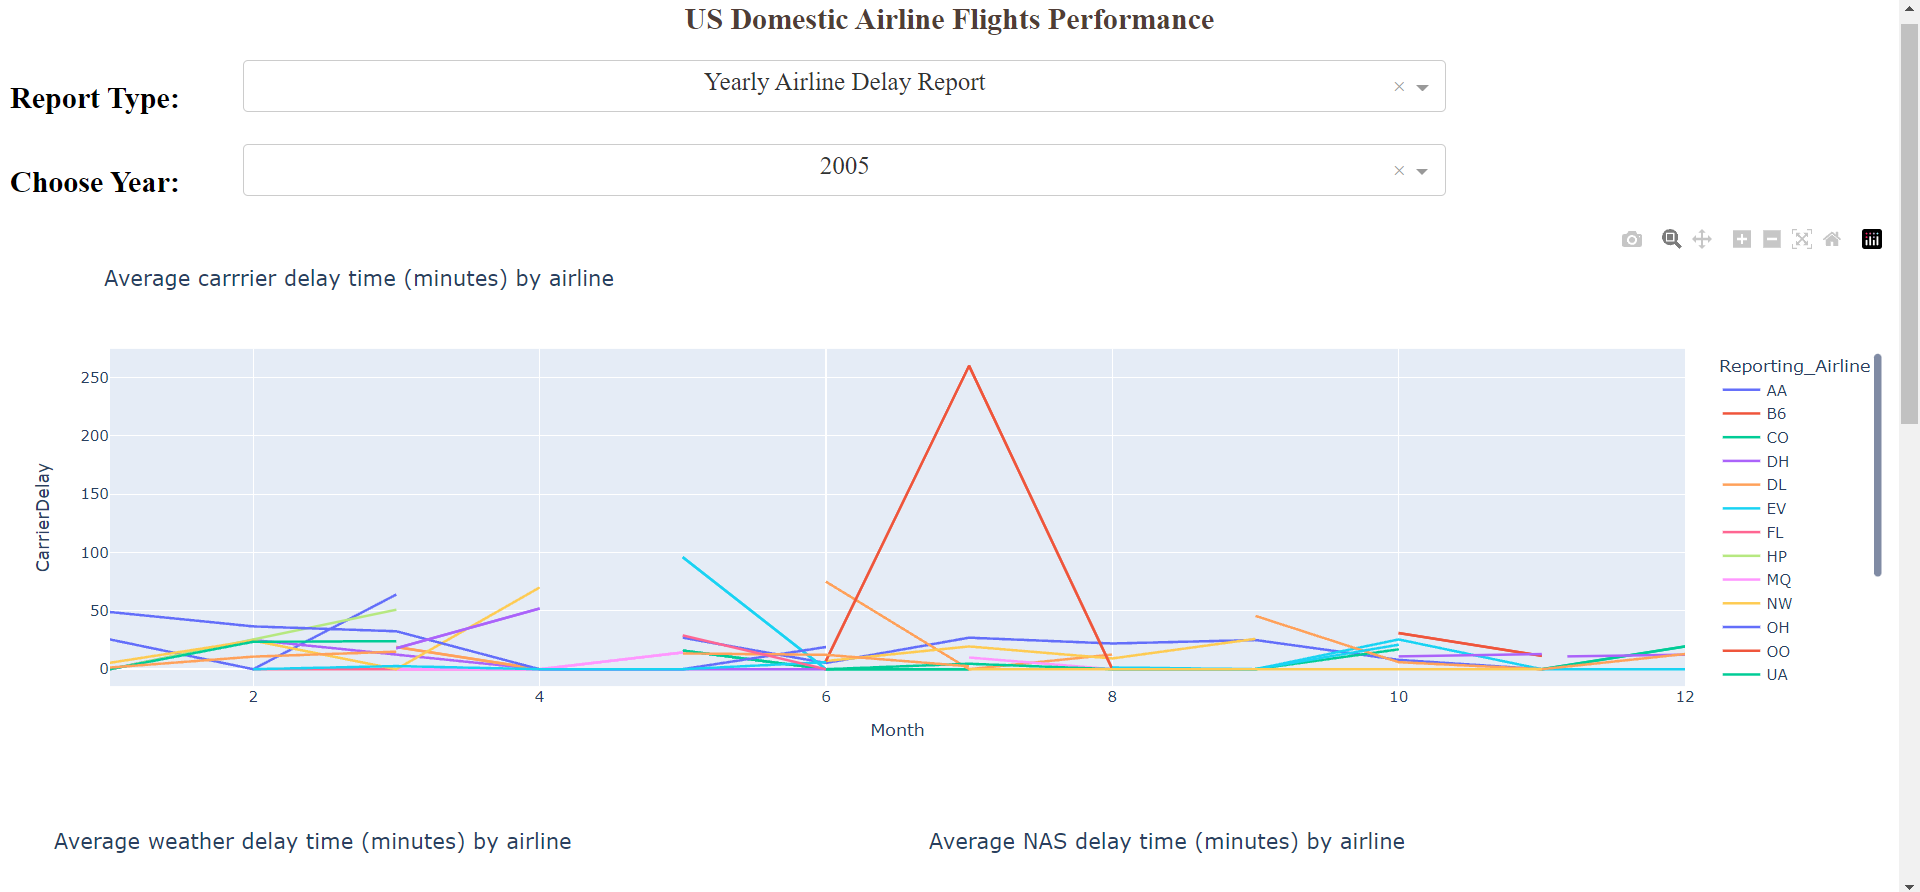 US Domestic Airline Flights Performance
Report Type:
Yearly Airline Delay Report
×
Choose Year:
2005
×
Average carrrier delay time (minutes) by airline
250
200
150
100
50
0
CarrierDelay
2
4
6
8
10
12
Month
Reporting_Airline
AA
B6
CO
DH
DL
EV
FL
HP
MQ
NW
OH
OO
UA
Average weather delay time (minutes) by airline
Average NAS delay time (minutes) by airline